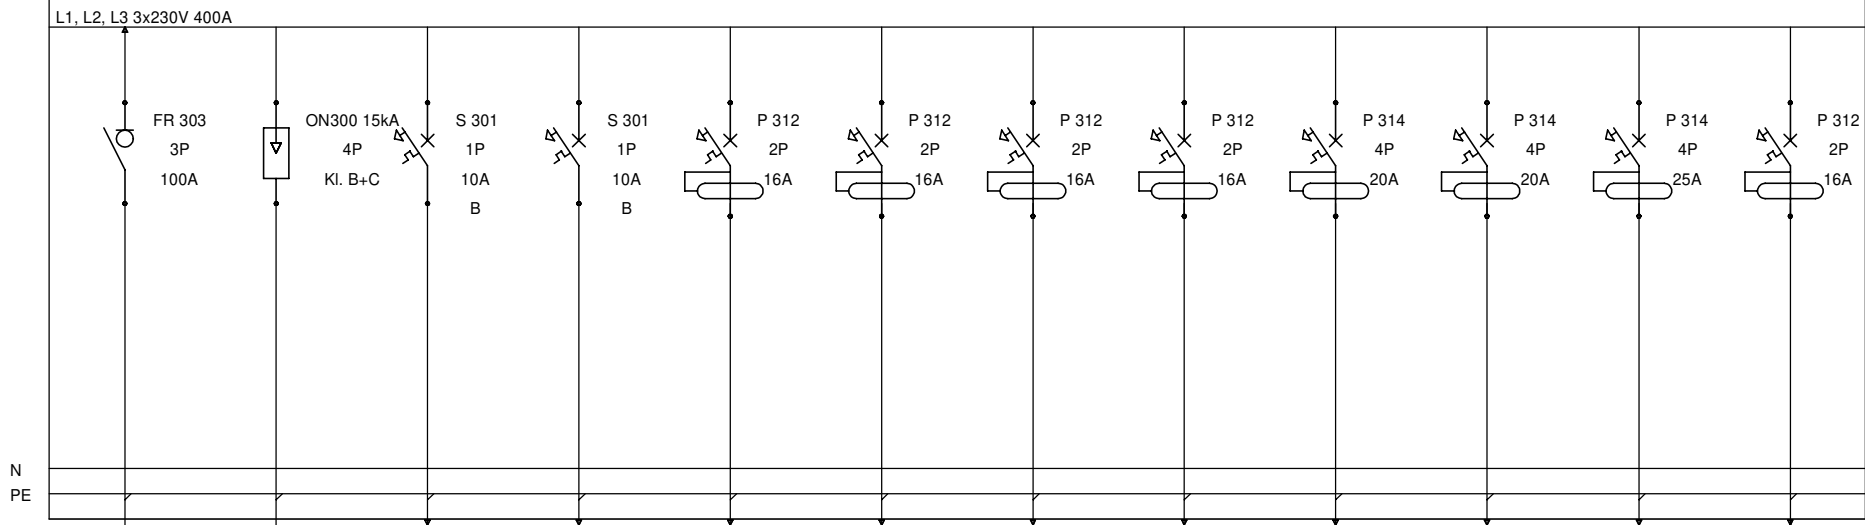 L1, L2, L3 3x230V 400A
FR 303
3P
100A
ON300 15kA
4P
Kl. B+C
S 301
1P
10A
B
S 301
1P
10A
B
P 312
2P
16A
P 312
2P
16A
P 312
2P
16A
P 312
2P
16A
P 314
4P
20A
P 314
4P
20A
P 314
4P
25A
P 312
2P
16A
N
PE